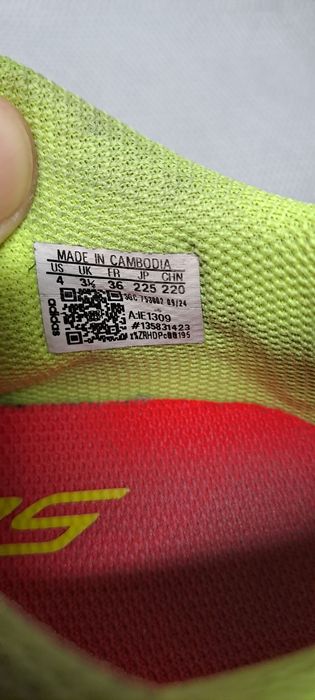 MADE IN CAMBODIA
US UK FR JP CHN
4 3½ 36 225 220
adidas
A:IE1309
#135831423